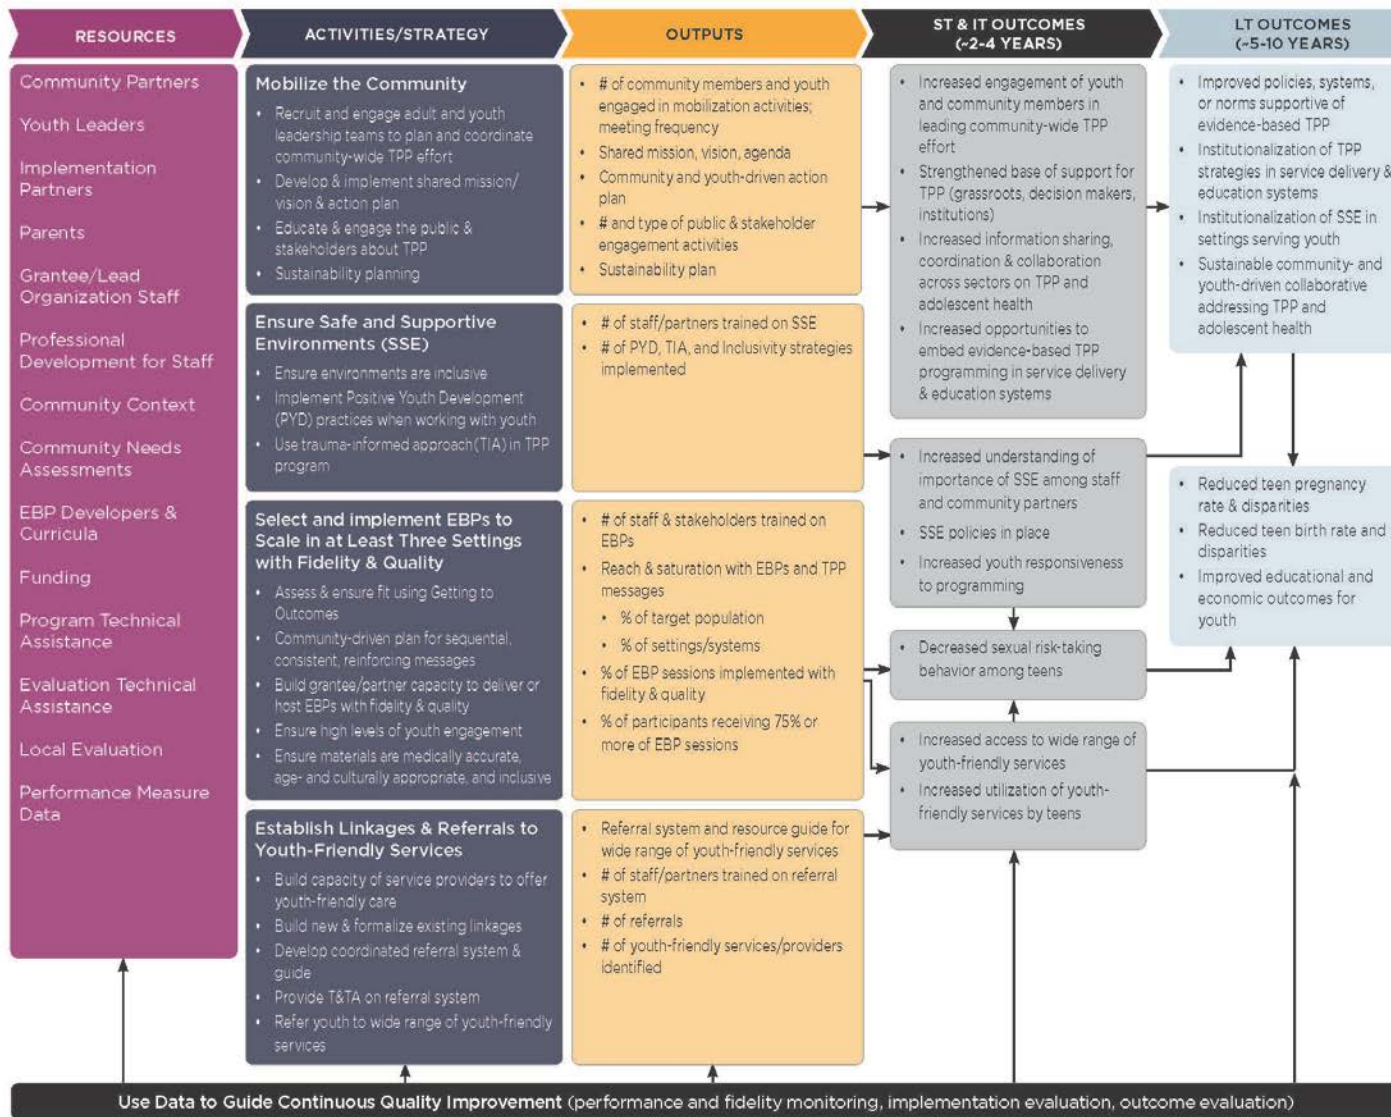 RESOURCES
ACTIVITIES/STRATEGY
OUTPUTS
ST & IT OUTCOMES
(~2-4 YEARS)
LT OUTCOMES
(~5-10 YEARS)
Community Partners
Youth Leaders
Implementation
Partners
Parents
Grantee/Lead
Organization Staff
Professional
Development for Staff
Community Context
Community Needs
Assessments
EBP Developers &
Curricula
Funding
Program Technical
Assistance
Evaluation Technical
Assistance
Local Evaluation
Performance Measure
Data
Mobilize the Community
• Recruit and engage adult and youth
leadership teams to plan and coordinate
community-wide TPP effort
• Develop & implement shared mission/
vision & action plan
• Educate & engage the public &
stakeholders about TPP
• Sustainability planning
Ensure Safe and Supportive
Environments (SSE)
• Ensure environments are inclusive
• Implement Positive Youth Development
(PYD) practices when working with youth
• Use trauma-informed approach(TIA) in TPP
program
Select and implement EBPs to
Scale in at Least Three Settings
with Fidelity & Quality
• Assess & ensure fit using Getting to
Outcomes
• Community-driven plan for sequential,
consistent, reinforcing messages
• Build grantee/partner capacity to deliver or
host EBPs with fidelity & quality
• Ensure high levels of youth engagement
• Ensure materials are medically accurate,
age- and culturally appropriate, and inclusive
Establish Linkages & Referrals to
Youth-Friendly Services
• Build capacity of service providers to offer
youth-friendly care
• Build new & formalize existing linkages
• Develop coordinated referral system &
guide
• Provide T&TA on referral system
• Refer youth to wide range of youth-friendly
services
• # of community members and youth
engaged in mobilization activities;
meeting frequency
• Shared mission, vision, agenda
• Community and youth-driven action
plan
• # and type of public & stakeholder
engagement activities
• Sustainability plan
• # of staff/partners trained on SSE
• # of PYD, TIA, and Inclusivity strategies
implemented
• # of staff & stakeholders trained on
EBPs
• Reach & saturation with EBPs and TPP
messages
• % of target population
• % of settings/systems
• % of EBP sessions implemented with
fidelity & quality
• % of participants receiving 75% or
more of EBP sessions
• Referral system and resource guide for
wide range of youth-friendly services
• # of staff/partners trained on referral
system
• # of referrals
• # of youth-friendly services/providers
identified
• Increased engagement of youth
and community members in
leading community-wide TPP
effort
• Strengthened base of support for
TPP (grassroots, decision makers,
institutions)
• Increased information sharing,
coordination & collaboration
across sectors on TPP and
adolescent health
• Increased opportunities to
embed evidence-based TPP
programming in service delivery
& education systems
• Increased understanding of
importance of SSE among staff
and community partners
• SSE policies in place
• Increased youth responsiveness
to programming
• Decreased sexual risk-taking
behavior among teens
• Increased access to wide range of
youth-friendly services
• Increased utilization of youth-
friendly services by teens
• Improved policies, systems,
or norms supportive of
evidence-based TPP
• Institutionalization of TPP
strategies in service delivery &
education systems
• Institutionalization of SSE in
settings serving youth
• Sustainable community- and
youth-driven collaborative
addressing TPP and
adolescent health
• Reduced teen pregnancy
rate & disparities
• Reduced teen birth rate and
disparities
• Improved educational and
economic outcomes for
youth
Use Data to Guide Continuous Quality Improvement (performance and fidelity monitoring, implementation evaluation, outcome evaluation)